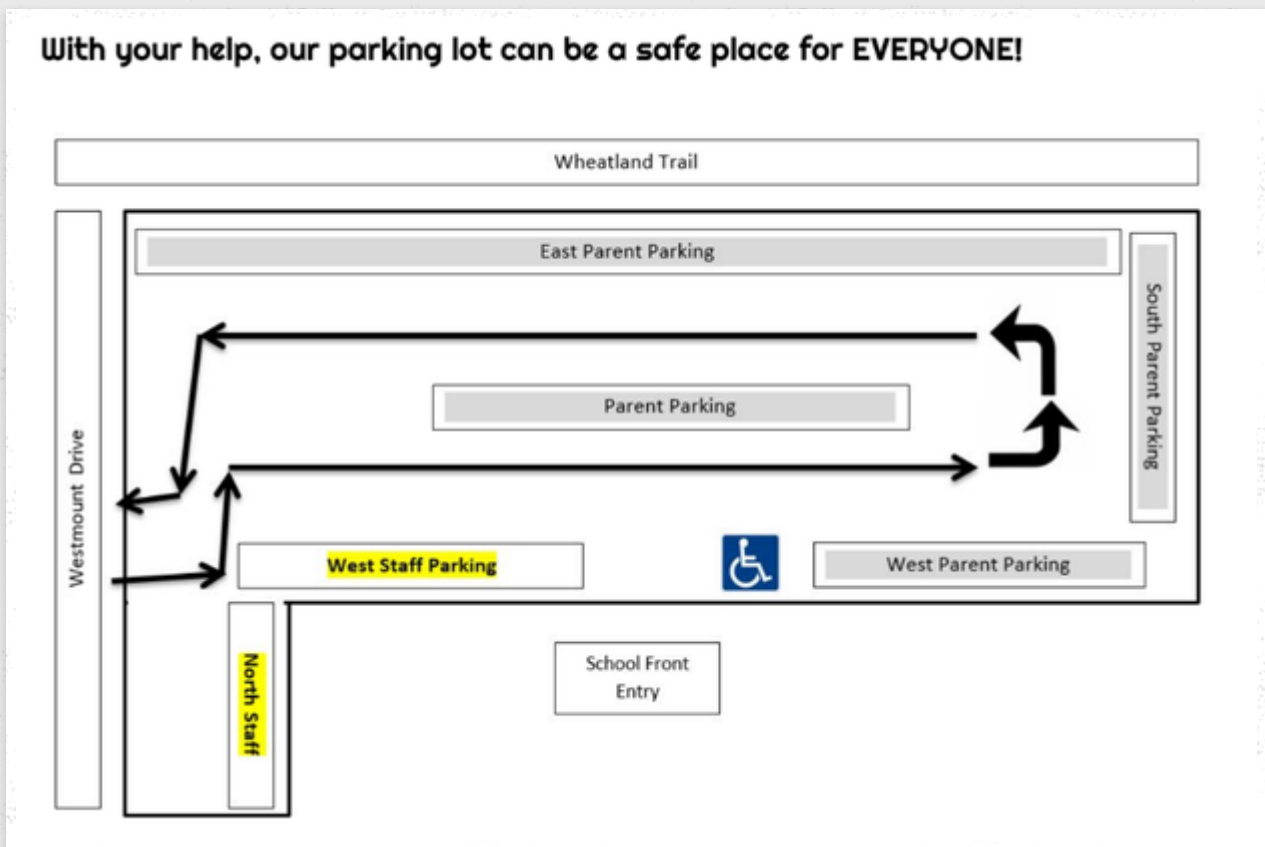 With your help, our parking lot can be a safe place for EVERYONE!
Wheatland Trail
East Parent Parking
South Parent Parking
Parent Parking
Westmount Drive
West Staff Parking
West Parent Parking
North Staff
School Front
Entry